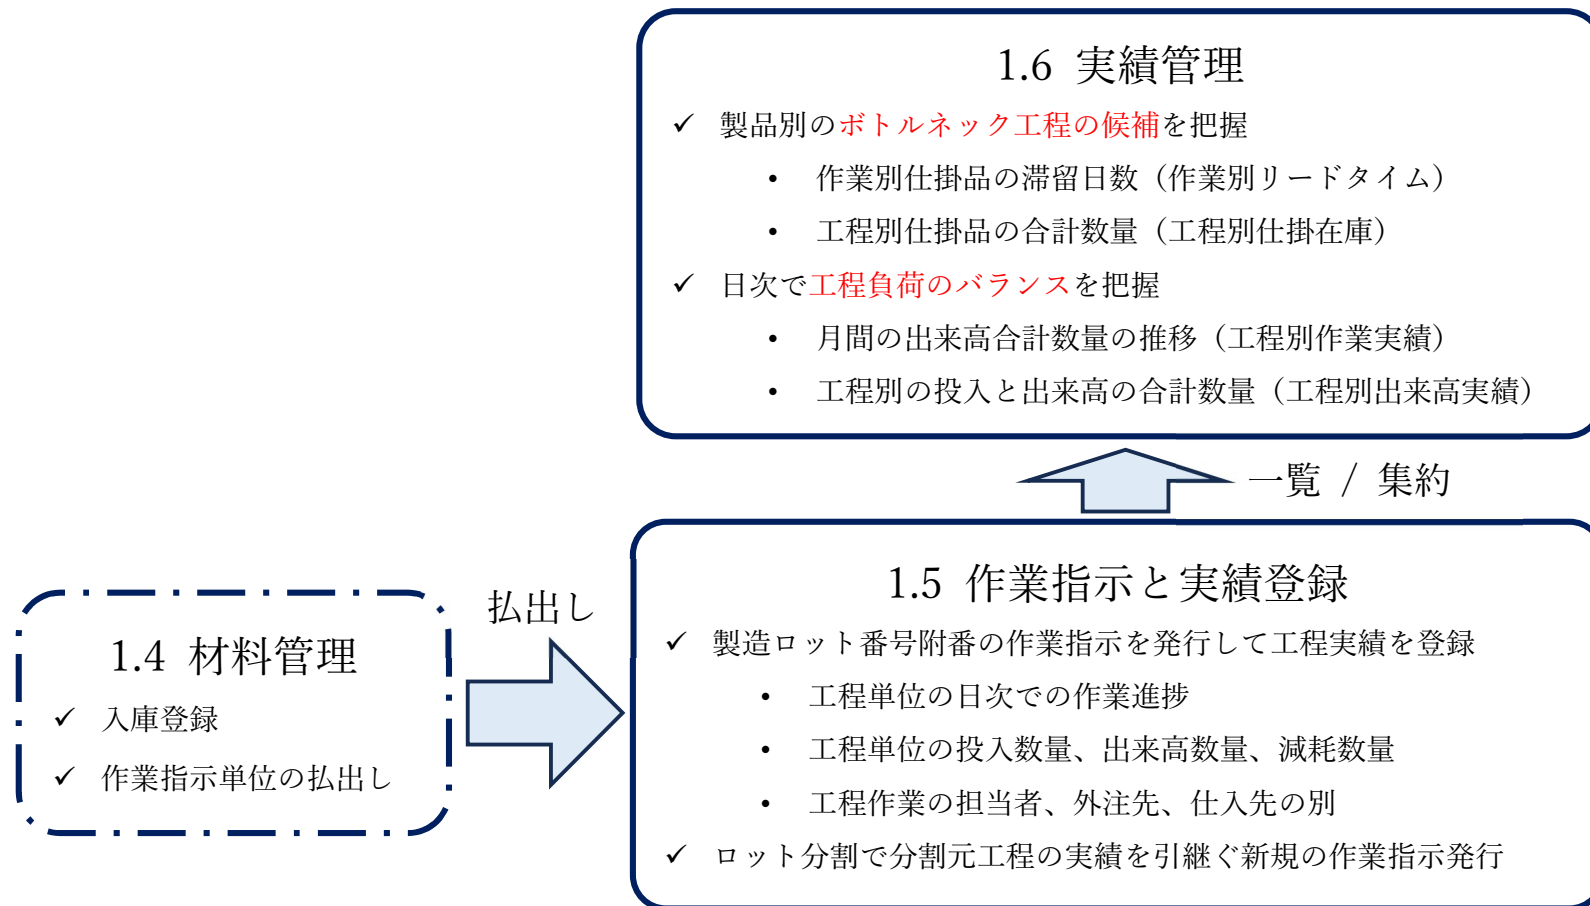 1.6 実績管理
✓ 製品別のボトルネック工程の候補を把握
• 作業別仕掛品の滞留日数（作業別リードタイム）
• 工程別仕掛品の合計数量（工程別仕掛在庫）
✓ 日次で工程負荷のバランスを把握
• 月間の出来高合計数量の推移（工程別作業実績）
• 工程別の投入と出来高の合計数量（工程別出来高実績）
一覧 / 集約
1.4 材料管理
✓ 入庫登録
✓ 作業指示単位の払出し
払出し
1.5 作業指示と実績登録
✓ 製造ロット番号附番の作業指示を発行して工程実績を登録
• 工程単位の日次での作業進捗
• 工程単位の投入数量、出来高数量、減耗数量
• 工程作業の担当者、外注先、仕入先の別
✓ ロット分割で分割元工程の実績を引継ぐ新規の作業指示発行